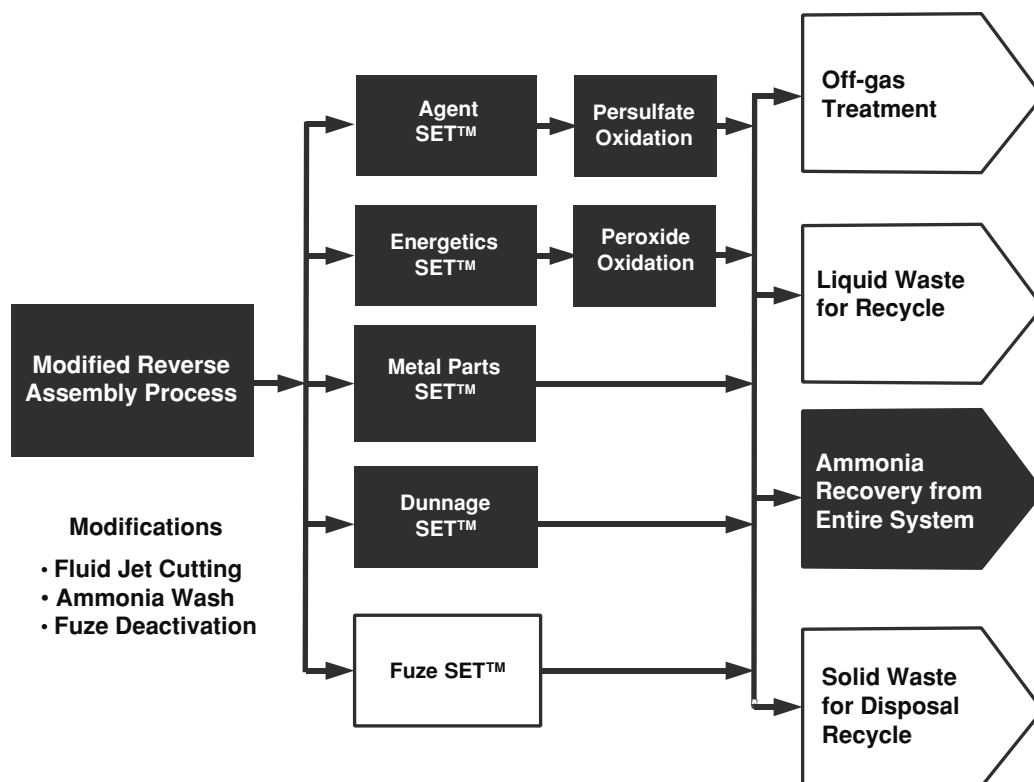 Modified Reverse
Assembly Process
Modifications
• Fluid Jet Cutting
• Ammonia Wash
• Fuze Deactivation
Agent
SET™
Persulfate
Oxidation
Energetics
SET™
Peroxide
Oxidation
Metal Parts
SET™
Dunnage
SET™
Fuze SET™
Off-gas
Treatment
Liquid Waste
for Recycle
Ammonia
Recovery from
Entire System
Solid Waste
for Disposal
Recycle